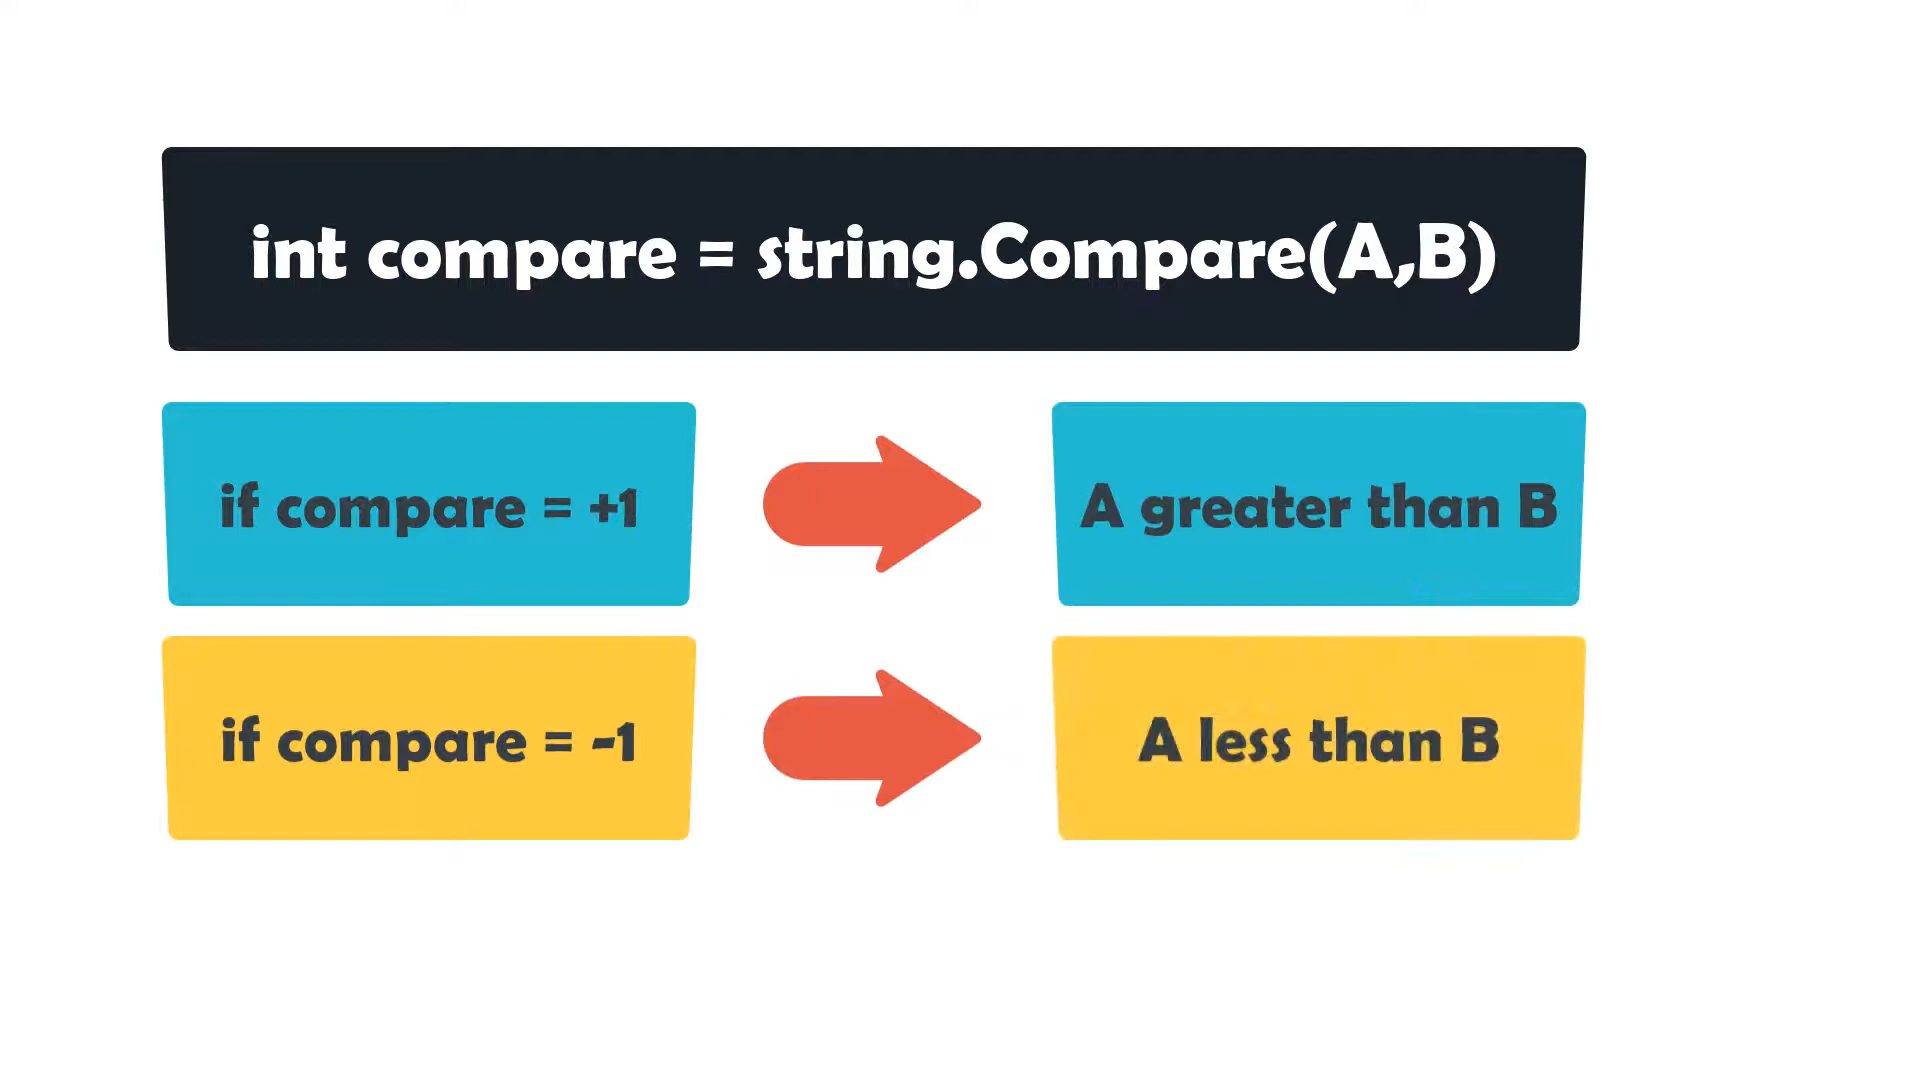 int compare = string.Compare(A,B)
if compare = +1
A greater than B
if compare = -1
A less than B